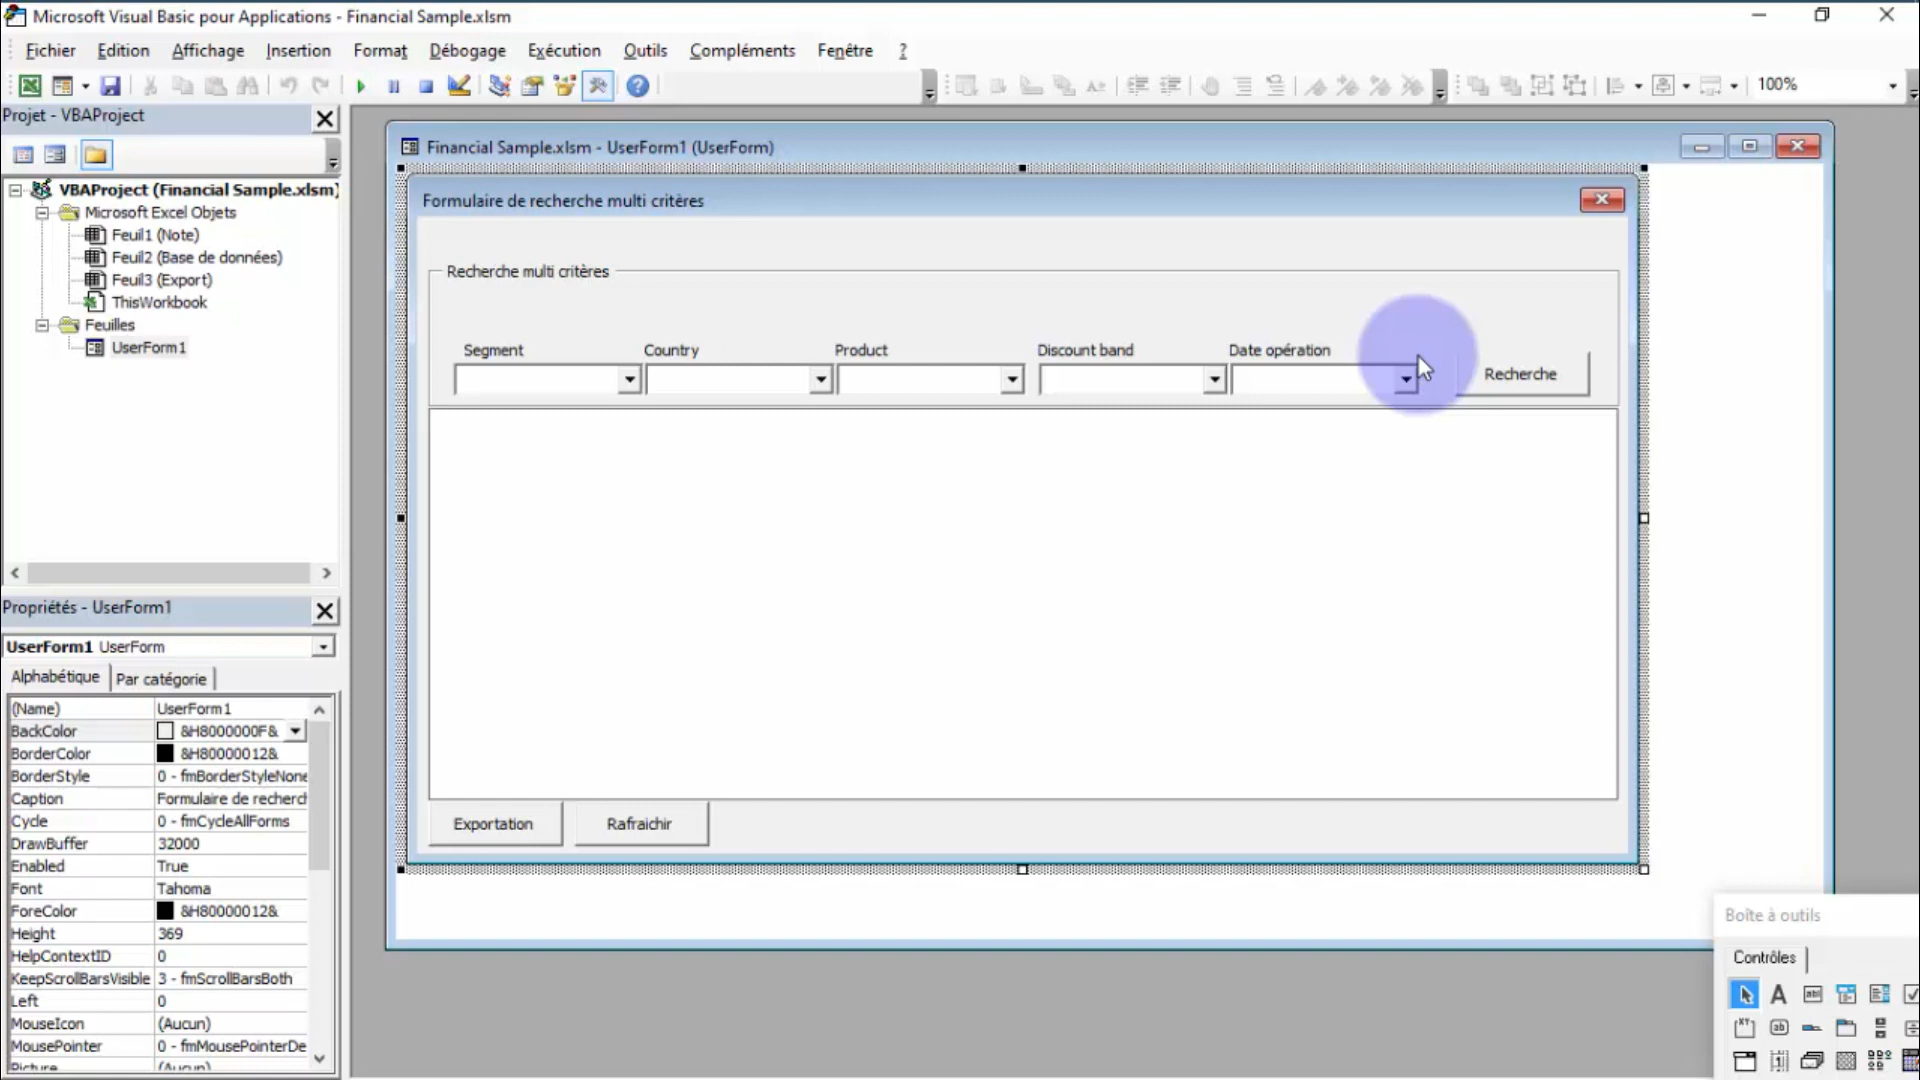 Microsoft Visual Basic pour Applications - Financial Sample.xlsm
Fichier Edition Affichage Insertion Format Débogage Exécution Outils Compléments Fenêtre ?
100%
Projet - VBAProject
VBAProject (Financial Sample.xlsm)
Microsoft Excel Objets
Feuil1 (Note)
Feuil2 (Base de données)
Feuil3 (Export)
ThisWorkbook
Feuilles
UserForm1
Propriétés - UserForm1
UserForm1 UserForm
Alphabétique Par catégorie
(Name) UserForm1
BackColor &H8000000F&
BorderColor &H80000012&
BorderStyle 0 - fmBorderStyleNone
Caption Formulaire de recherch
Cycle 0 - fmCycleAllForms
DrawBuffer 32000
Enabled True
Font Tahoma
ForeColor &H80000012&
Height 369
HelpContextID 0
KeepScrollBarsVisible 3 - fmScrollBarsBoth
Left 0
MouseIcon (Aucun)
MousePointer 0 - fmMousePointerDe
Picture (Aucun)
Financial Sample.xlsm - UserForm1 (UserForm)
Formulaire de recherche multi critères
Recherche multi critères
Segment Country Product Discount band Date opération
Recherche
Exportation Rafraichir
Boîte à outils
Contrôles